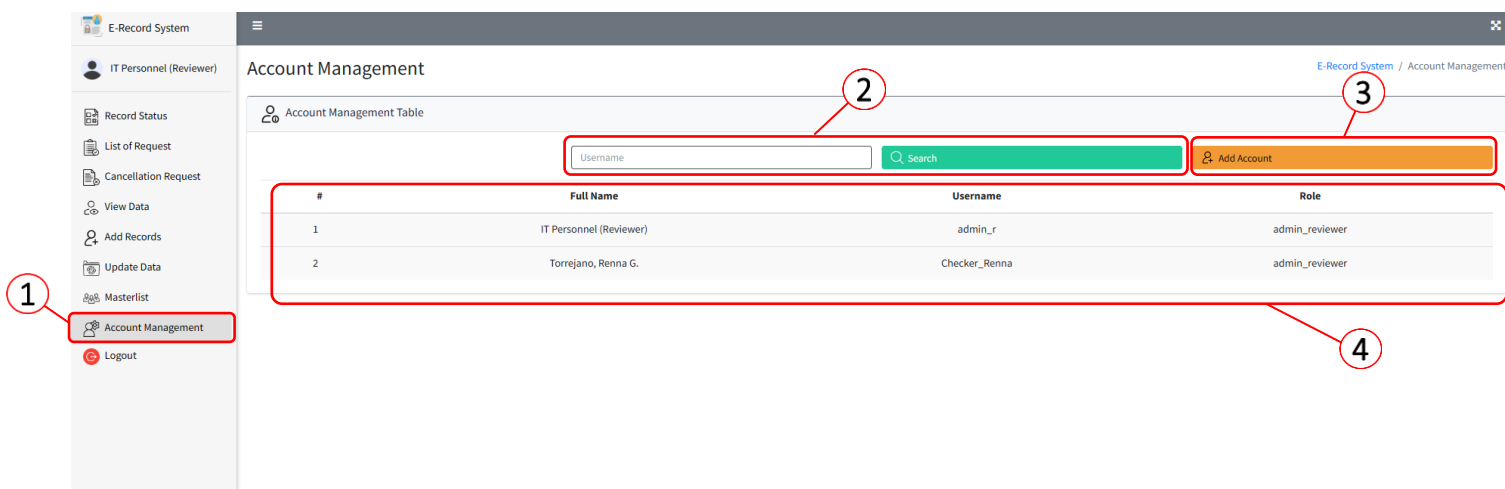 E-Record System
IT Personnel (Reviewer)
Account Management
E-Record System / Account Management
2
3
Record Status
Account Management Table
List of Request
Username
Search
Add Account
Cancellation Request
# Full Name Username Role
View Data
1 IT Personnel (Reviewer) admin_r admin_reviewer
Add Records
2 Torrejano, Renna G. Checker_Renna admin_reviewer
Update Data
1
Masterlist
Account Management
4
Logout